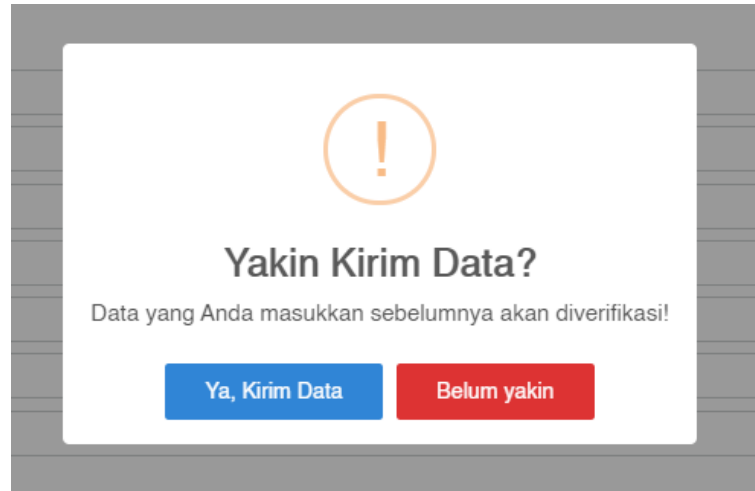 !
Yakin Kirim Data?
Data yang Anda masukkan sebelumnya akan diverifikasi!
Ya, Kirim Data
Belum yakin